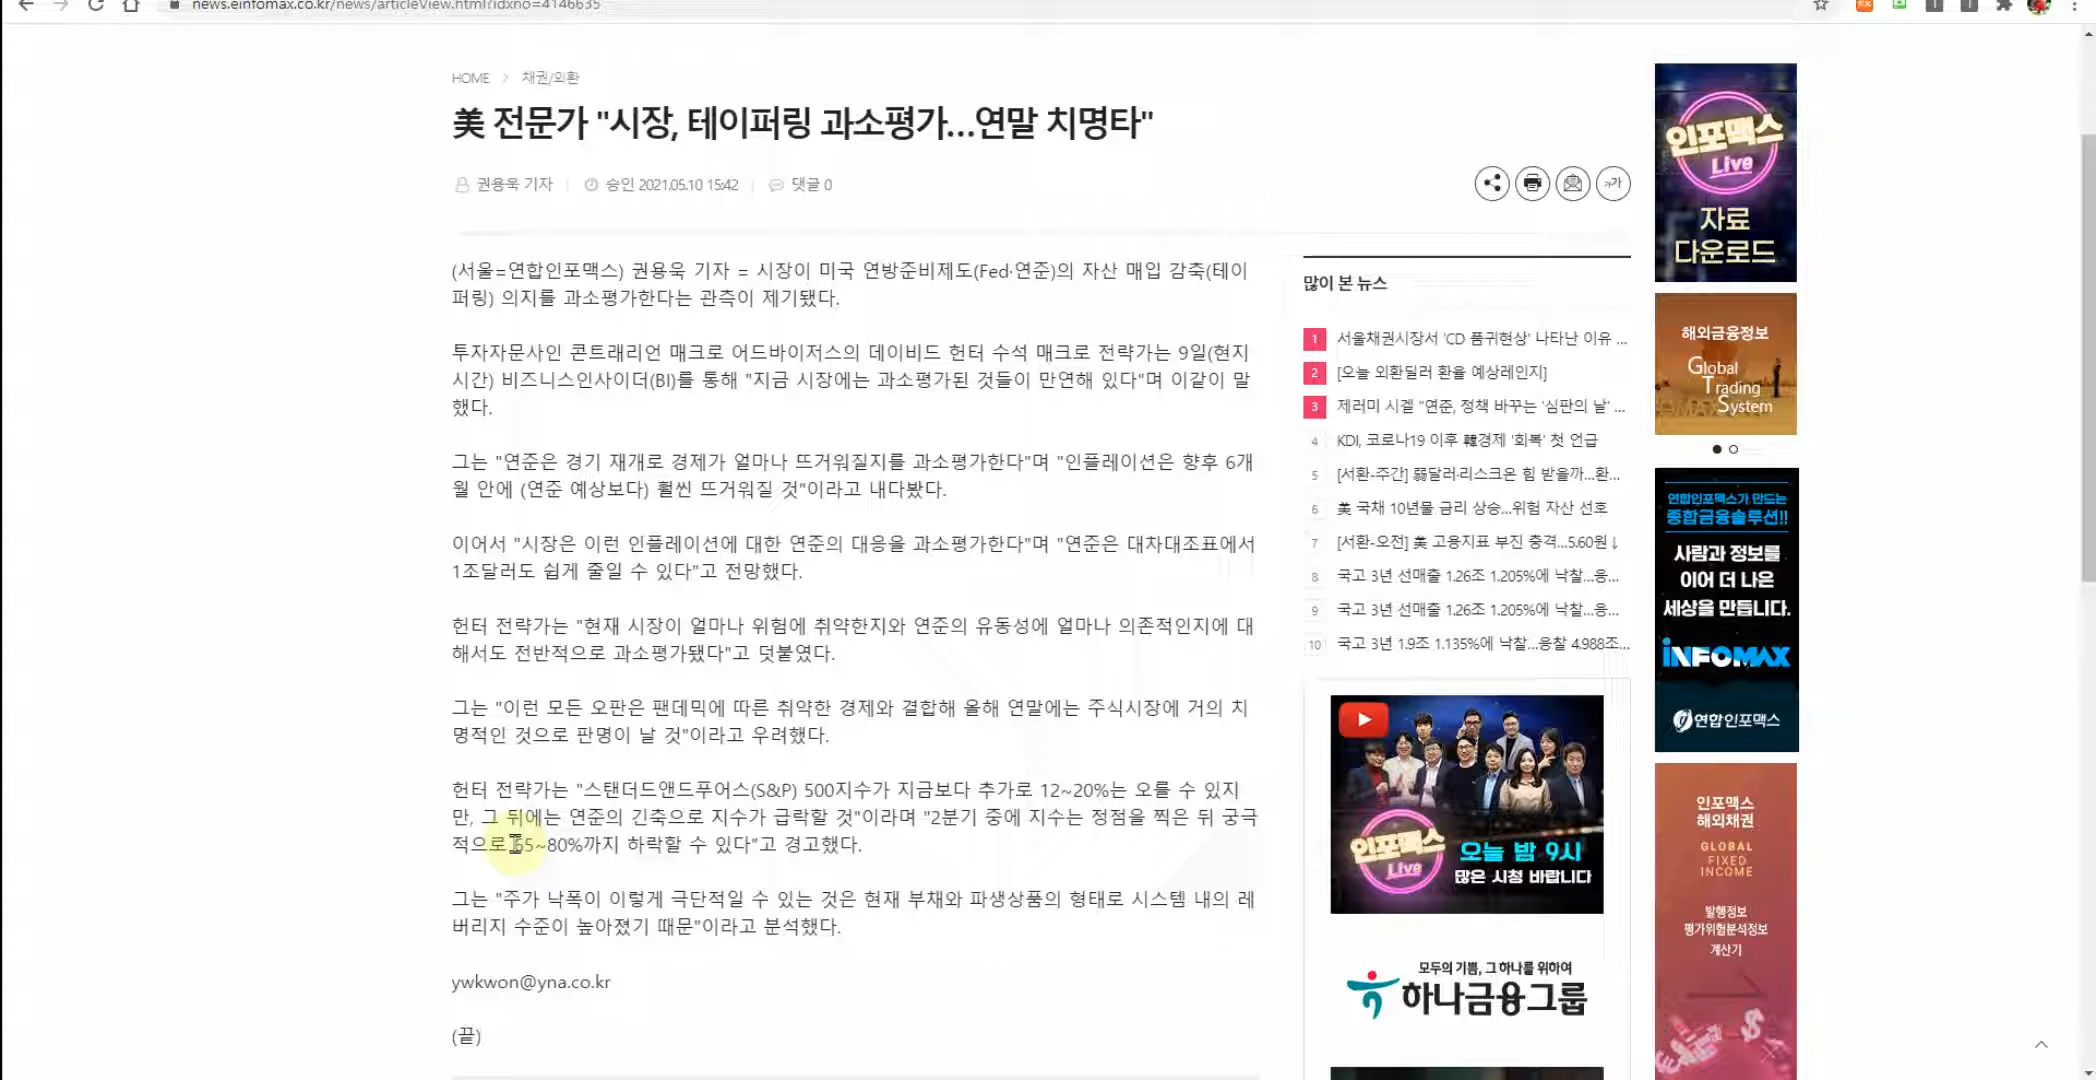 news.einfomax.co.kr/news/articleView.html?idxno=4146635
HOME > 채권/외환
美 전문가 "시장, 테이퍼링 과소평가...연말 치명타"
권용욱 기자 승인 2021.05.10 15:42 댓글 0
가가
(서울=연합인포맥스) 권용욱 기자 = 시장이 미국 연방준비제도(Fed·연준)의 자산 매입 감축(테이
퍼링) 의지를 과소평가한다는 관측이 제기됐다.
투자자문사인 콘트래리언 매크로 어드바이저스의 데이비드 헌터 수석 매크로 전략가는 9일(현지
시간) 비즈니스인사이더(BI)를 통해 "지금 시장에는 과소평가된 것들이 만연해 있다"며 이같이 말
했다.
그는 "연준은 경기 재개로 경제가 얼마나 뜨거워질지를 과소평가한다"며 "인플레이션은 향후 6개
월 안에 (연준 예상보다) 훨씬 뜨거워질 것"이라고 내다봤다.
이어서 "시장은 이런 인플레이션에 대한 연준의 대응을 과소평가한다"며 "연준은 대차대조표에서
1조달러도 쉽게 줄일 수 있다"고 전망했다.
헌터 전략가는 "현재 시장이 얼마나 위험에 취약한지와 연준의 유동성에 얼마나 의존적인지에 대
해서도 전반적으로 과소평가됐다"고 덧붙였다.
그는 "이런 모든 오판은 팬데믹에 따른 취약한 경제와 결합해 올해 연말에는 주식시장에 거의 치
명적인 것으로 판명이 날 것"이라고 우려했다.
헌터 전략가는 "스탠더드앤드푸어스(S&P) 500지수가 지금보다 추가로 12~20%는 오를 수 있지
만, 그 뒤에는 연준의 긴축으로 지수가 급락할 것"이라며 "2분기 중에 지수는 정점을 찍은 뒤 궁극
적으로 65~80%까지 하락할 수 있다"고 경고했다.
그는 "주가 낙폭이 이렇게 극단적일 수 있는 것은 현재 부채와 파생상품의 형태로 시스템 내의 레
버리지 수준이 높아졌기 때문"이라고 분석했다.
ywkwon@yna.co.kr
(끝)
많이 본 뉴스
1 서울채권시장서 'CD 품귀현상' 나타난 이유 ...
2 [오늘 외환딜러 환율 예상레인지]
3 제러미 시겔 "연준, 정책 바꾸는 '심판의 날' ...
4 KDI, 코로나19 이후 韓경제 '회복' 첫 언급
5 [서환-주간] 弱달러·리스크온 힘 받을까...환...
6 美 국채 10년물 금리 상승...위험 자산 선호
7 [서환-오전] 美 고용지표 부진 충격...5.60원↓
8 국고 3년 선매출 1.26조 1.205%에 낙찰...응...
9 국고 3년 선매출 1.26조 1.205%에 낙찰...응...
10 국고 3년 1.9조 1.135%에 낙찰...응찰 4.988조...
인포맥스
Live
오늘 밤 9시
많은 시청 바랍니다
모두의 기쁨, 그 하나를 위하여
하나금융그룹
인포맥스
Live
자료
다운로드
해외금융정보
Global
Trading
System
연합인포맥스가 만드는
종합금융솔루션!!
사람과 정보를
이어 더 나은
세상을 만듭니다.
INFOMAX
연합인포맥스
인포맥스
해외채권
GLOBAL
FIXED
INCOME
발행정보
평가위험분석정보
계산기